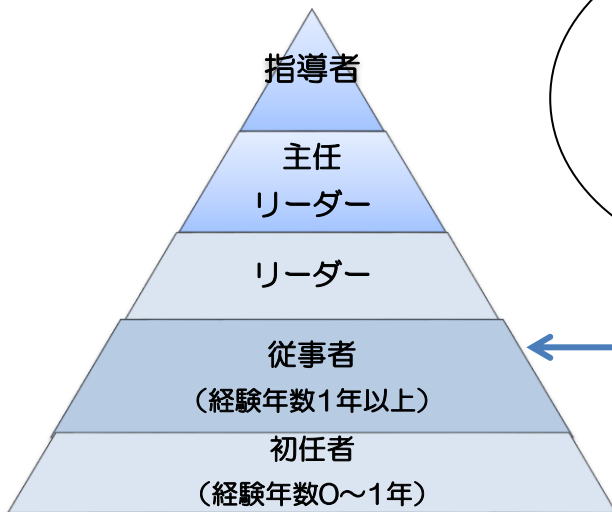 指導者
主任
リーダー
リーダー
従事者
（経験年数1年以上）
初任者
（経験年数0～1年）